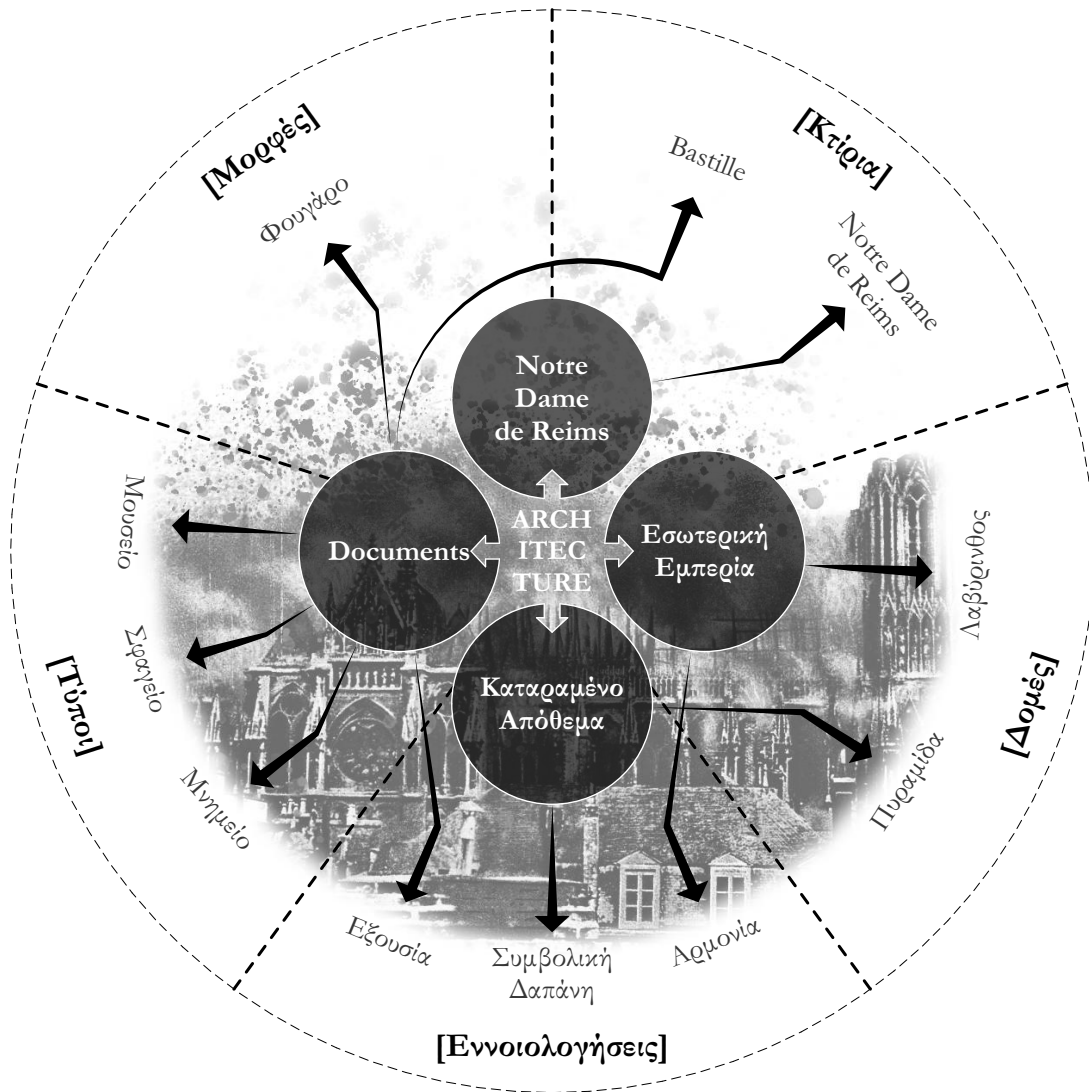 [Μορφές]
[Κτίρια]
Φουγάρο
Bastille
Notre Dame
de Reims
Notre
Dame
de Reims
Μουσείο
Documents
ARCH
ITEC
TURE
Εσωτερική
Εμπερία
Λαβύρινθος
Σφαγείο
[Τύποι]
Καταραμένο
Απόθεμα
[Δομές]
Μνημείο
Πυραμίδα
Εξουσία
Συμβολική
Δαπάνη
Αρμονία
[Εννοιολογήσεις]